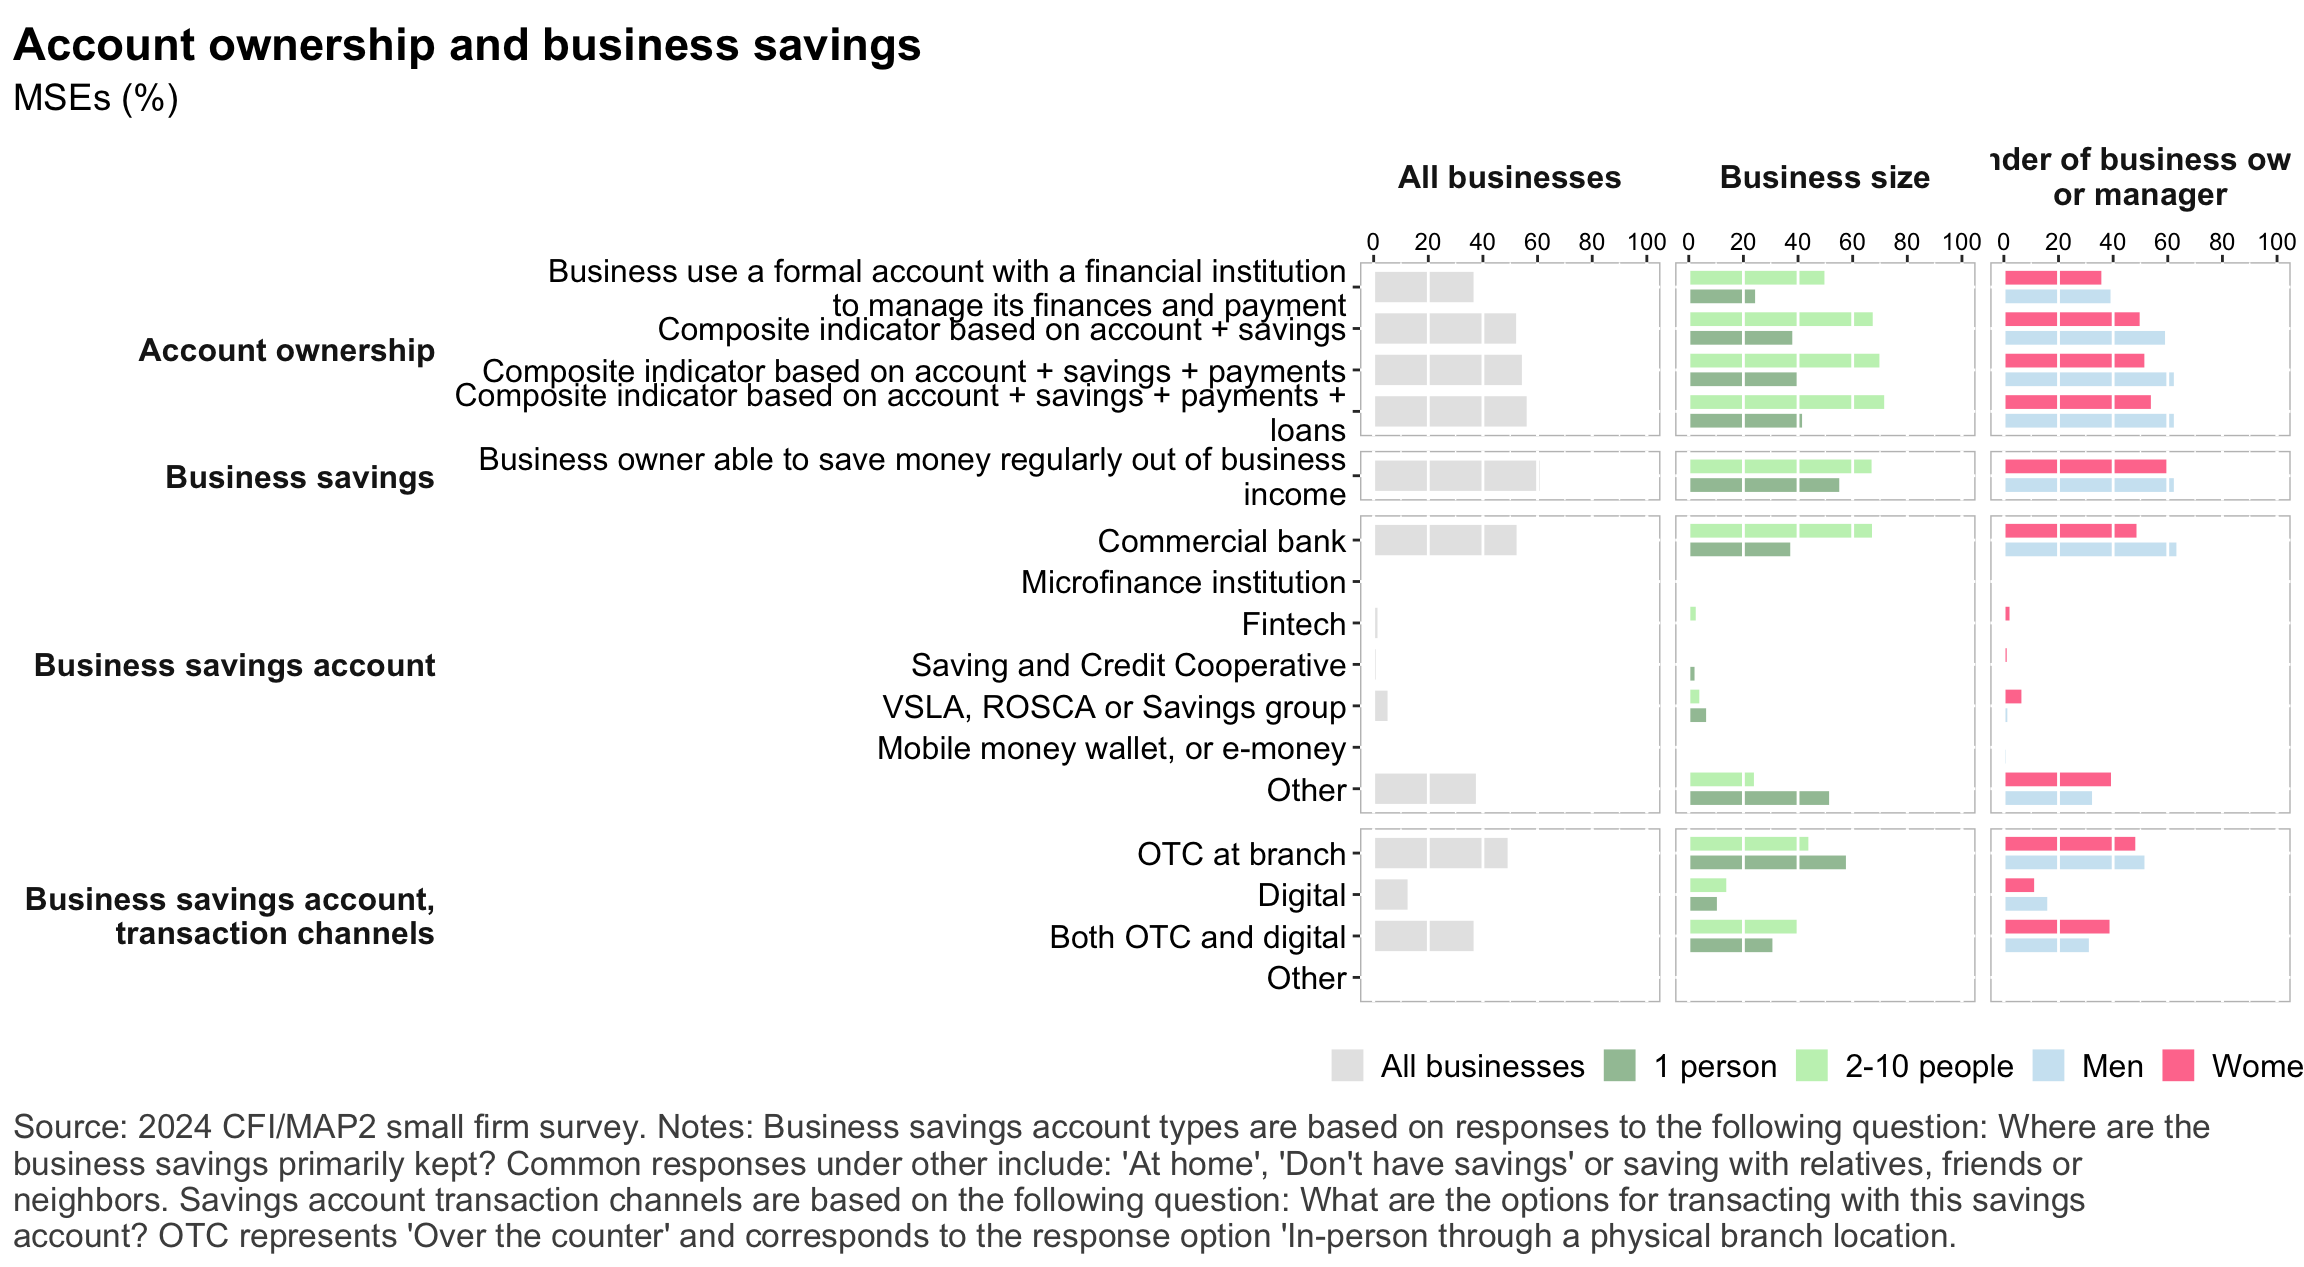 Account ownership and business savings
MSEs (%)
All businesses
Business size
nder of business ow
or manager
0 20 40 60 80 100
0 20 40 60 80 100
0 20 40 60 80 100
Account ownership
Business use a formal account with a financial institution
to manage its finances and payment
Composite indicator based on account + savings
Composite indicator based on account + savings + payments
Composite indicator based on account + savings + payments +
loans
Business savings
Business owner able to save money regularly out of business
income
Business savings account
Commercial bank
Microfinance institution
Fintech
Saving and Credit Cooperative
VSLA, ROSCA or Savings group
Mobile money wallet, or e-money
Other
Business savings account,
transaction channels
OTC at branch
Digital
Both OTC and digital
Other
All businesses
1 person
2-10 people
Men
Wome
Source: 2024 CFI/MAP2 small firm survey. Notes: Business savings account types are based on responses to the following question: Where are the
business savings primarily kept? Common responses under other include: 'At home', 'Don't have savings' or saving with relatives, friends or
neighbors. Savings account transaction channels are based on the following question: What are the options for transacting with this savings
account? OTC represents 'Over the counter' and corresponds to the response option 'In-person through a physical branch location.